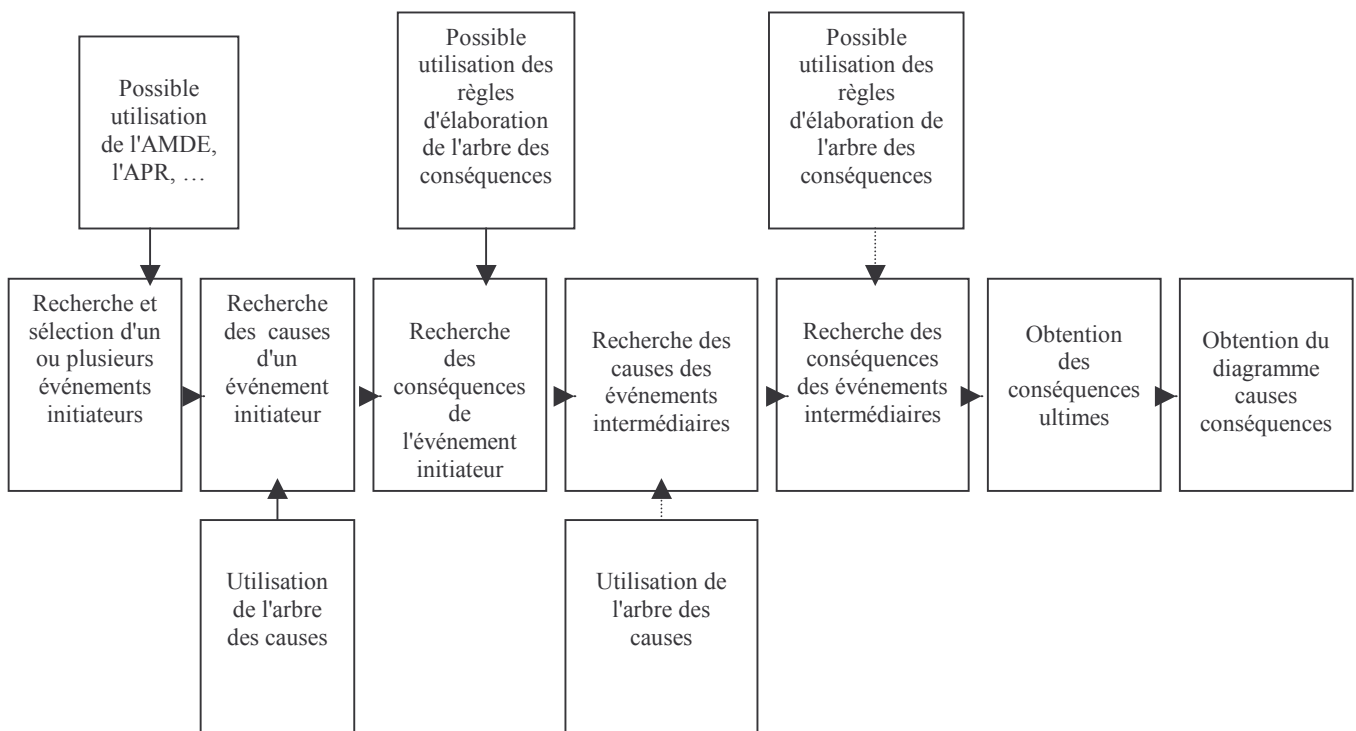 Possible
utilisation
de l'AMDE,
l'APR, …
Possible
utilisation des
règles
d'élaboration
de l'arbre des
conséquences
Possible
utilisation des
règles
d'élaboration de
l'arbre des
conséquences
Recherche et
sélection d'un
ou plusieurs
événements
initiateurs
Recherche
des causes
d'un
événement
initiateur
Recherche
des
conséquences
de
l'événement
initiateur
Recherche des
causes des
événements
intermédiaires
Recherche des
conséquences
des événements
intermédiaires
Obtention
des
conséquences
ultimes
Obtention du
diagramme
causes
conséquences
Utilisation
de l'arbre
des causes
Utilisation de
l'arbre des
causes